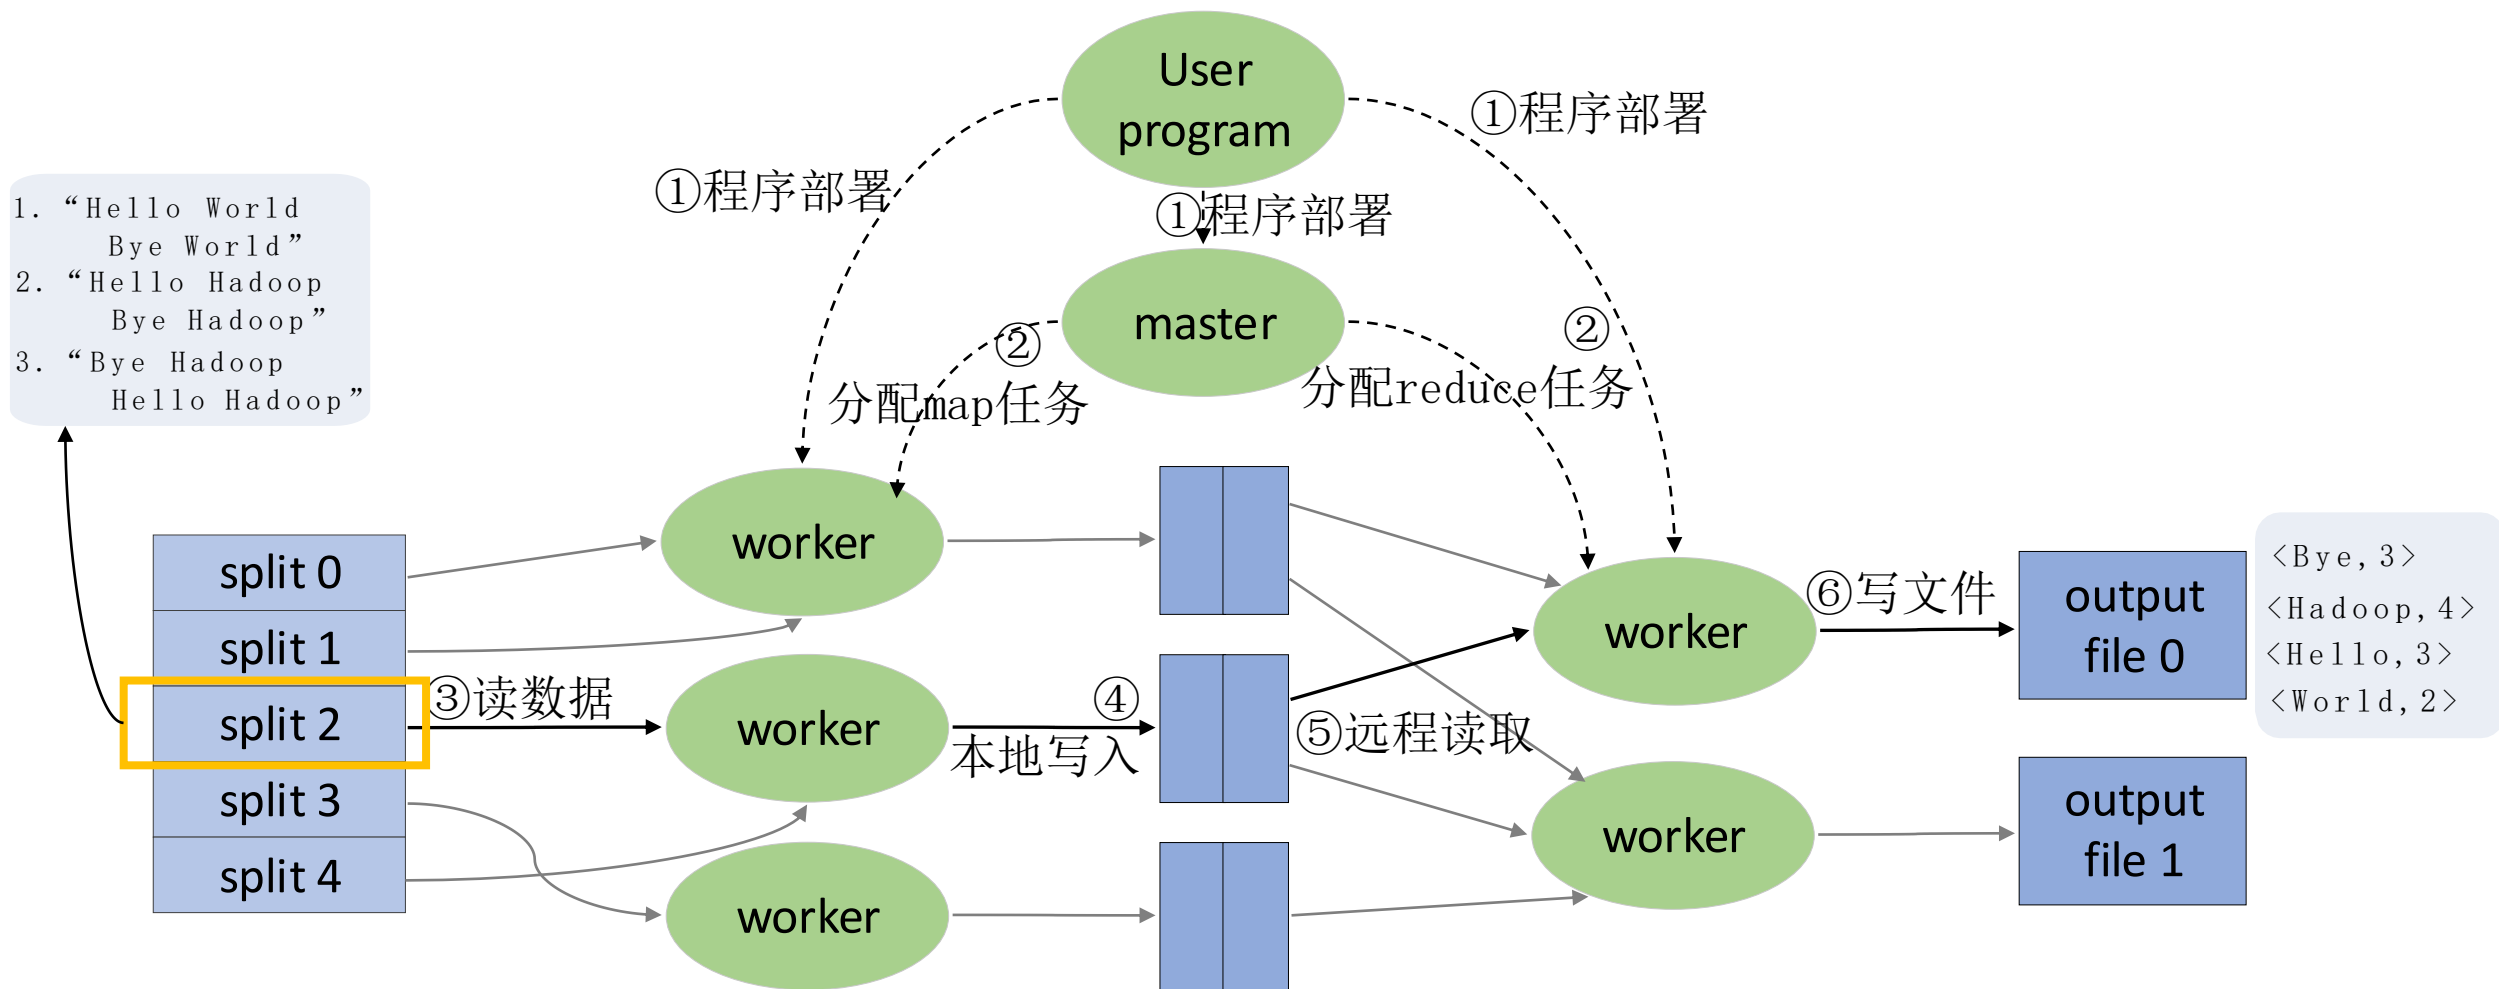 User
program
①程序部署
①程序部署
①程序部署
1. “Hello World
Bye World”
2. “Hello Hadoop
Bye Hadoop”
3. “Bye Hadoop
Hello Hadoop”
master
②
分配map任务
②
分配reduce任务
split 0
split 1
split 2
split 3
split 4
③读数据
worker
worker
worker
④
本地写入
⑤远程读取
worker
worker
⑥写文件
output
file 0
output
file 1
<Bye,3>
<Hadoop,4>
<Hello,3>
<World,2>